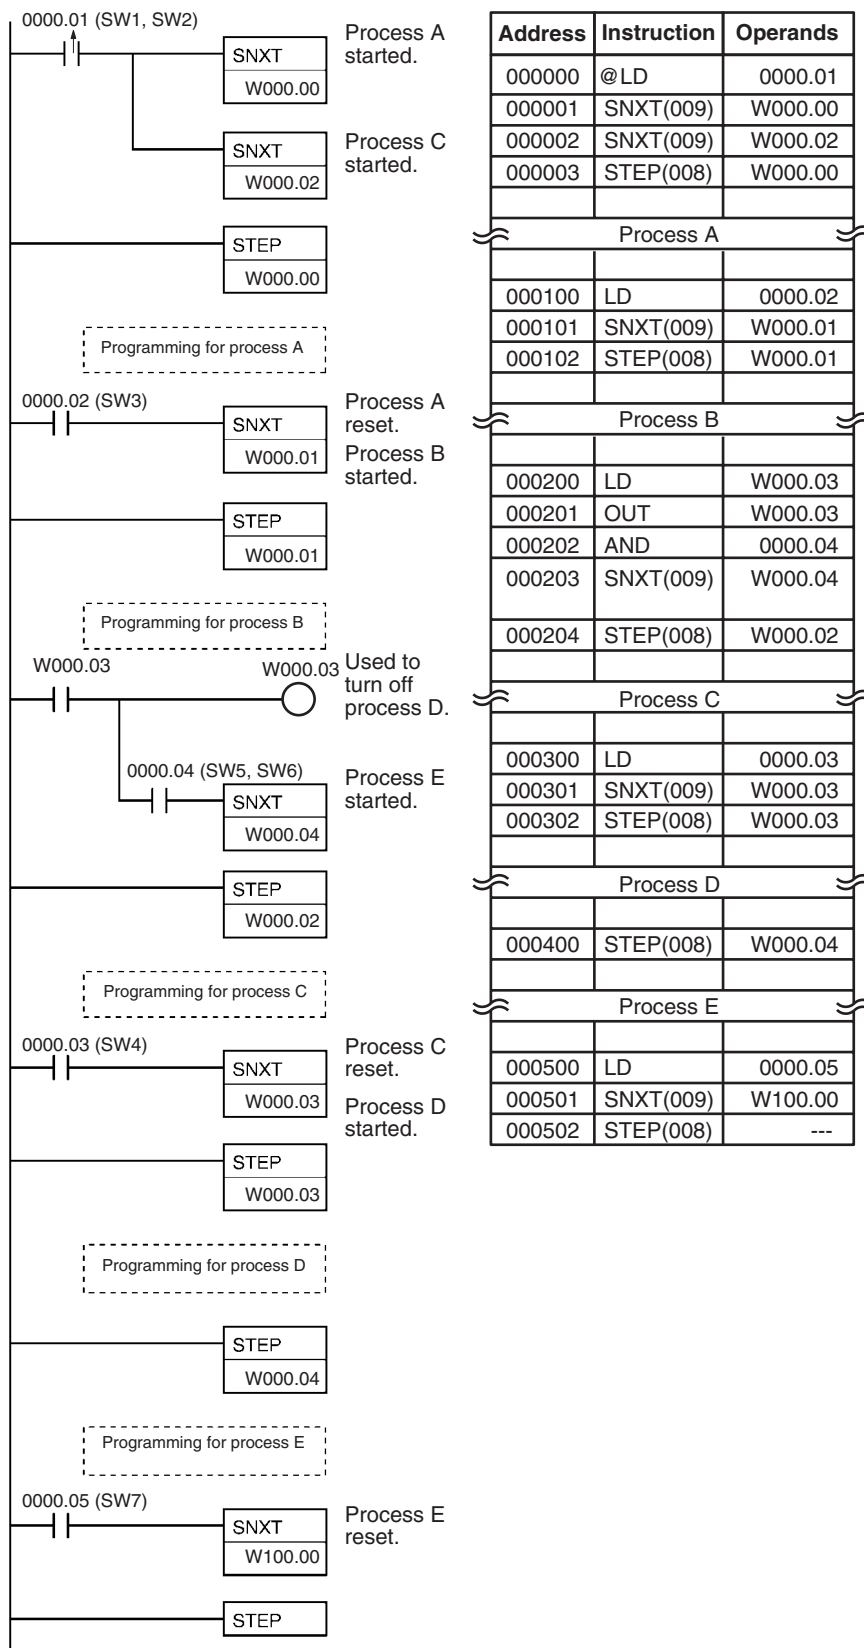 0000.01 (SW1, SW2)
SNXT
W000.00
Process A
started.
SNXT
W000.02
Process C
started.
STEP
W000.00
Programming for process A
0000.02 (SW3)
SNXT
W000.01
Process A
reset.
Process B
started.
STEP
W000.01
Programming for process B
W000.03
W000.03
Used to
turn off
process D.
0000.04 (SW5, SW6)
SNXT
W000.04
Process E
started.
STEP
W000.02
Programming for process C
0000.03 (SW4)
SNXT
W000.03
Process C
reset.
Process D
started.
STEP
W000.03
Programming for process D
STEP
W000.04
Programming for process E
0000.05 (SW7)
SNXT
W100.00
Process E
reset.
STEP
Address Instruction Operands
000000 @LD 0000.01
000001 SNXT(009) W000.00
000002 SNXT(009) W000.02
000003 STEP(008) W000.00
Process A
000100 LD 0000.02
000101 SNXT(009) W000.01
000102 STEP(008) W000.01
Process B
000200 LD W000.03
000201 OUT W000.03
000202 AND 0000.04
000203 SNXT(009) W000.04
000204 STEP(008) W000.02
Process C
000300 LD 0000.03
000301 SNXT(009) W000.03
000302 STEP(008) W000.03
Process D
000400 STEP(008) W000.04
Process E
000500 LD 0000.05
000501 SNXT(009) W100.00
000502 STEP(008) ---